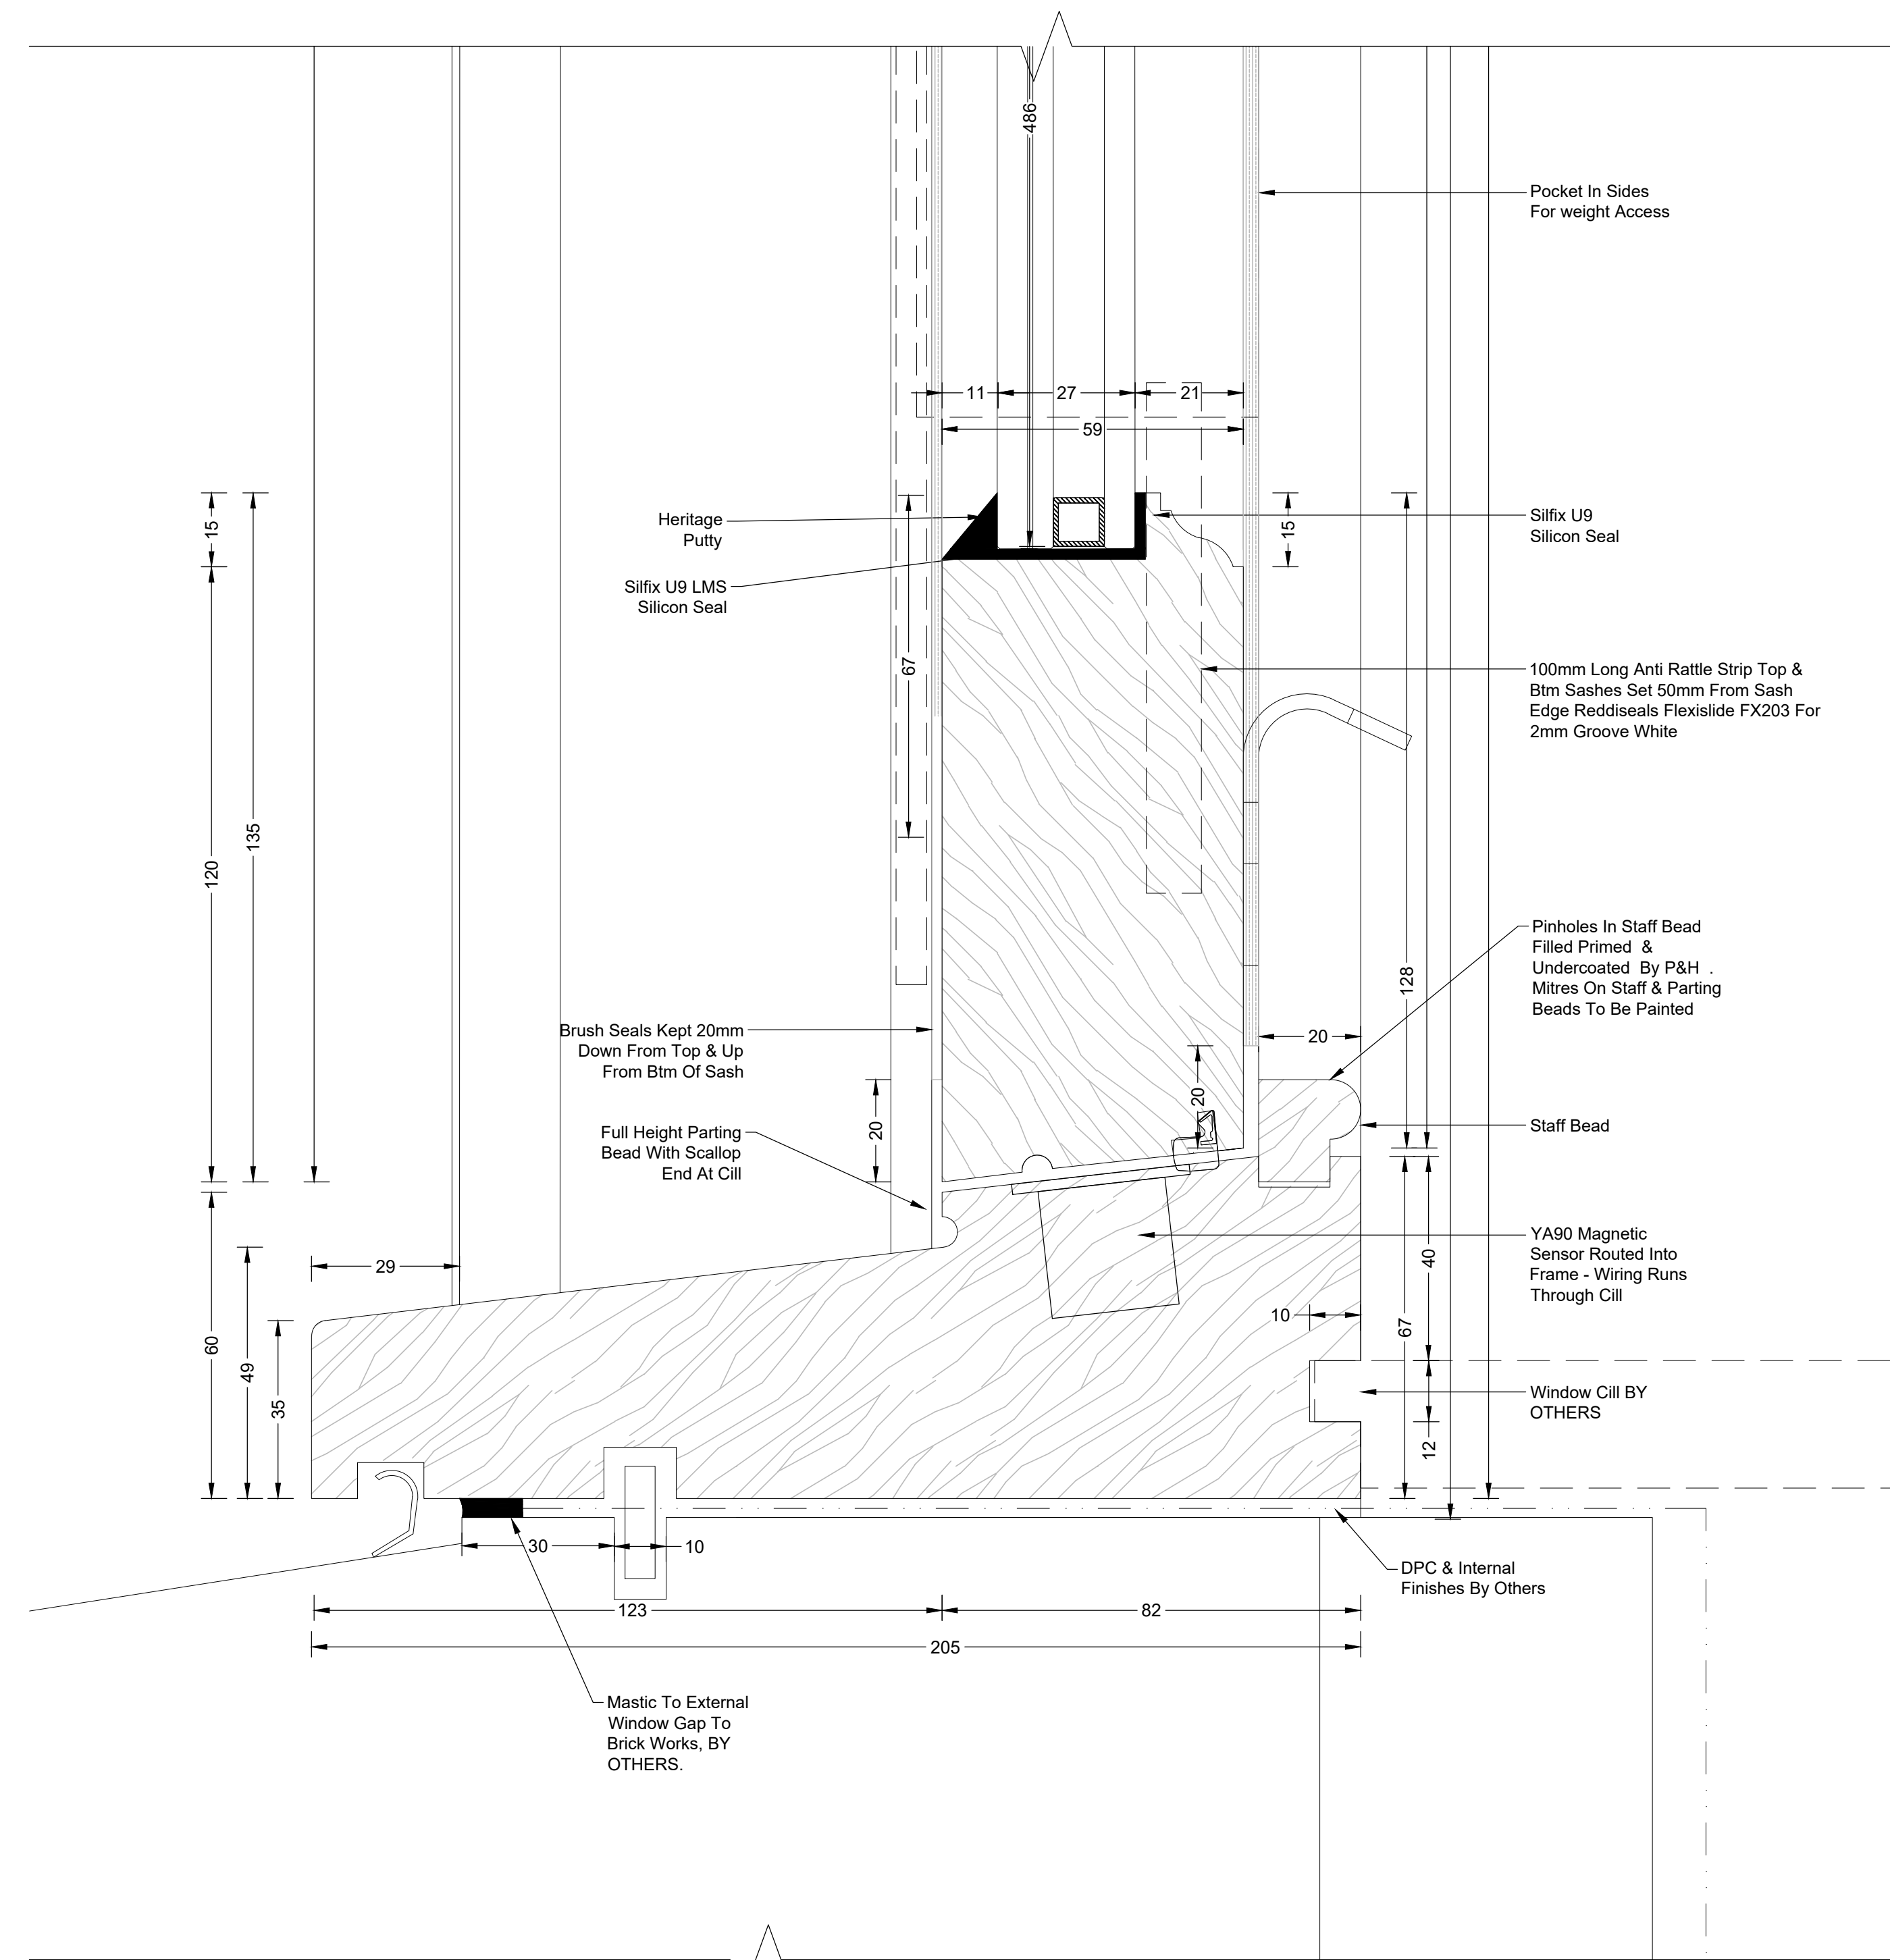 486
Pocket In Sides
For weight Access
11
27
21
59
15
135
120
Heritage
Putty
Silfix U9 LMS
Silicon Seal
67
15
Silfix U9
Silicon Seal
100mm Long Anti Rattle Strip Top &
Btm Sashes Set 50mm From Sash
Edge Reddiseals Flexislide FX203 For
2mm Groove White
Pinholes In Staff Bead
Filled Primed &
Undercoated By P&H .
Mitres On Staff & Parting
Beads To Be Painted
128
20
Brush Seals Kept 20mm
Down From Top & Up
From Btm Of Sash
20
20
Full Height Parting
Bead With Scallop
End At Cill
Staff Bead
YA90 Magnetic
Sensor Routed Into
Frame - Wiring Runs
Through Cill
29
60
49
35
10
67
40
12
Window Cill BY
OTHERS
30
10
DPC & Internal
Finishes By Others
123
82
205
Mastic To External
Window Gap To
Brick Works, BY
OTHERS.